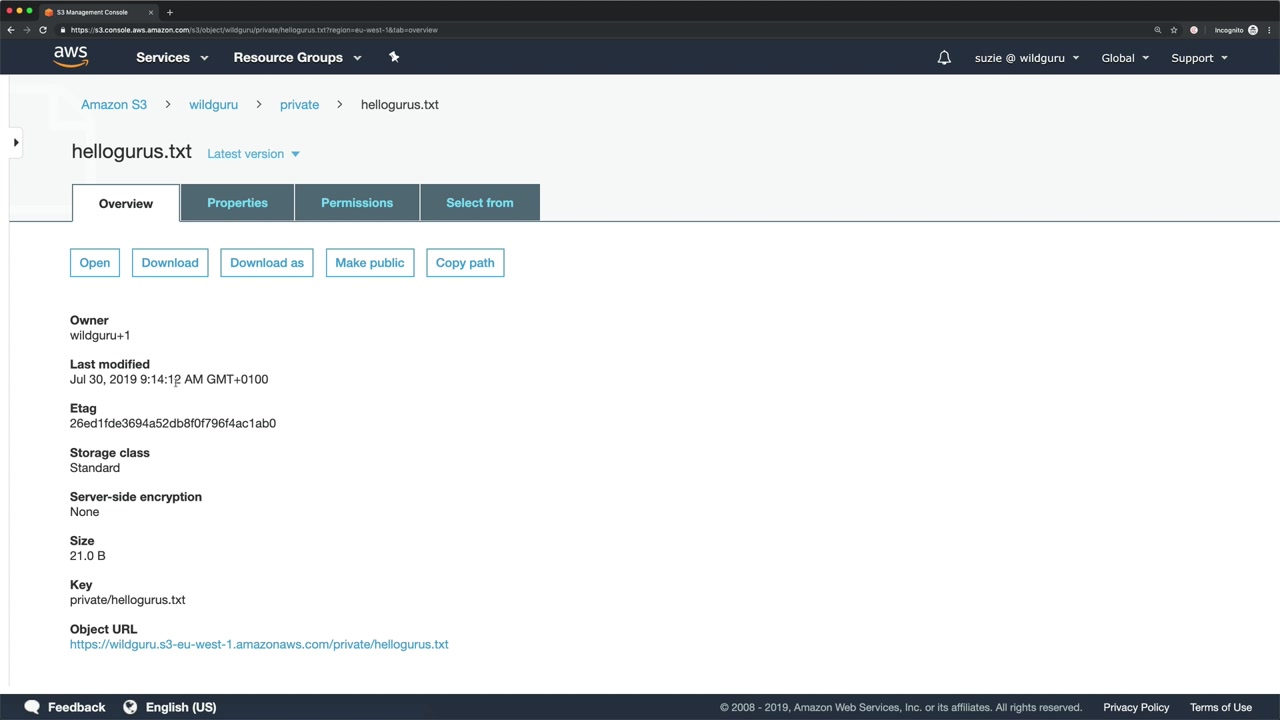 S3 Management Console
https://s3.console.aws.amazon.com/s3/object/wildguru/private/hellogurus.txt?region=eu-west-1&tab=overview
Incognito
aws Services Resource Groups suzie @ wildguru Global Support
Amazon S3 > wildguru > private > hellogurus.txt
hellogurus.txt Latest version
Overview Properties Permissions Select from
Open Download Download as Make public Copy path
Owner
wildguru+1
Last modified
Jul 30, 2019 9:14:12 AM GMT+0100
Etag
26ed1fde3694a52db8f0f796f4ac1ab0
Storage class
Standard
Server-side encryption
None
Size
21.0 B
Key
private/hellogurus.txt
Object URL
https://wildguru.s3-eu-west-1.amazonaws.com/private/hellogurus.txt
Feedback English (US) © 2008 - 2019, Amazon Web Services, Inc. or its affiliates. All rights reserved. Privacy Policy Terms of Use